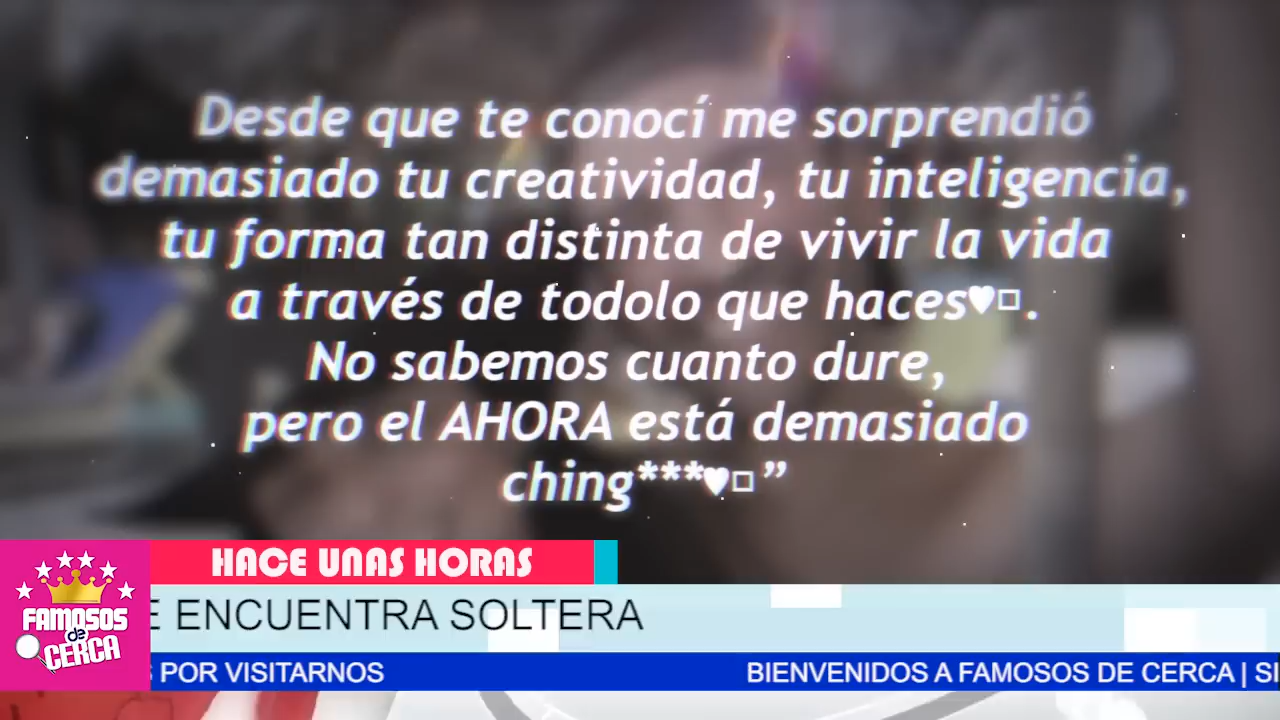 Desde que te conocí me sorprendió
demasiado tu creatividad, tu inteligencia,
tu forma tan distinta de vivir la vida
a través de todolo que haces♥□.
No sabemos cuanto dure,
pero el AHORA está demasiado
ching***♥□”
HACE UNAS HORAS
E ENCUENTRA SOLTERA
FAMOSOS
de
CERCA
S POR VISITARNOS
BIENVENIDOS A FAMOSOS DE CERCA | SI